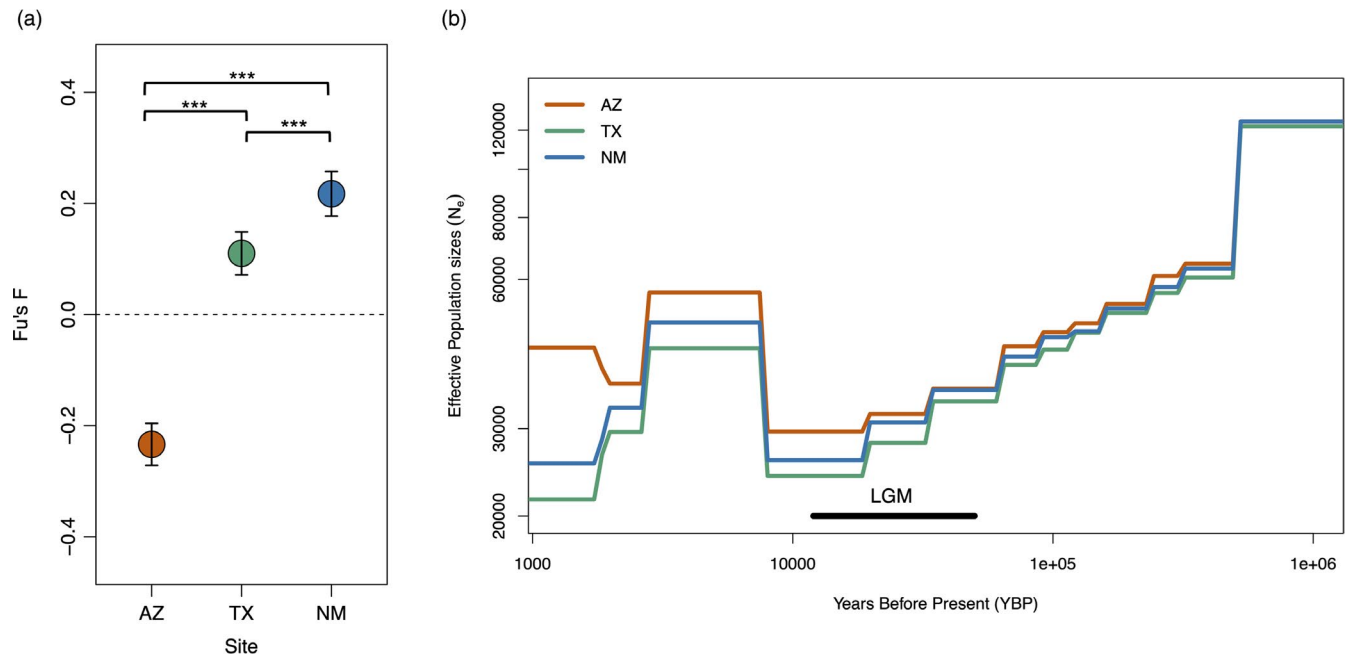 (a)
Fu's F
0.4
0.2
0.0
−0.2
−0.4
***
***
***
AZ
TX
NM
Site
(b)
Effective Population sizes (Ne)
120000
80000
60000
30000
20000
AZ
TX
NM
LGM
1000
10000
1e+05
1e+06
Years Before Present (YBP)